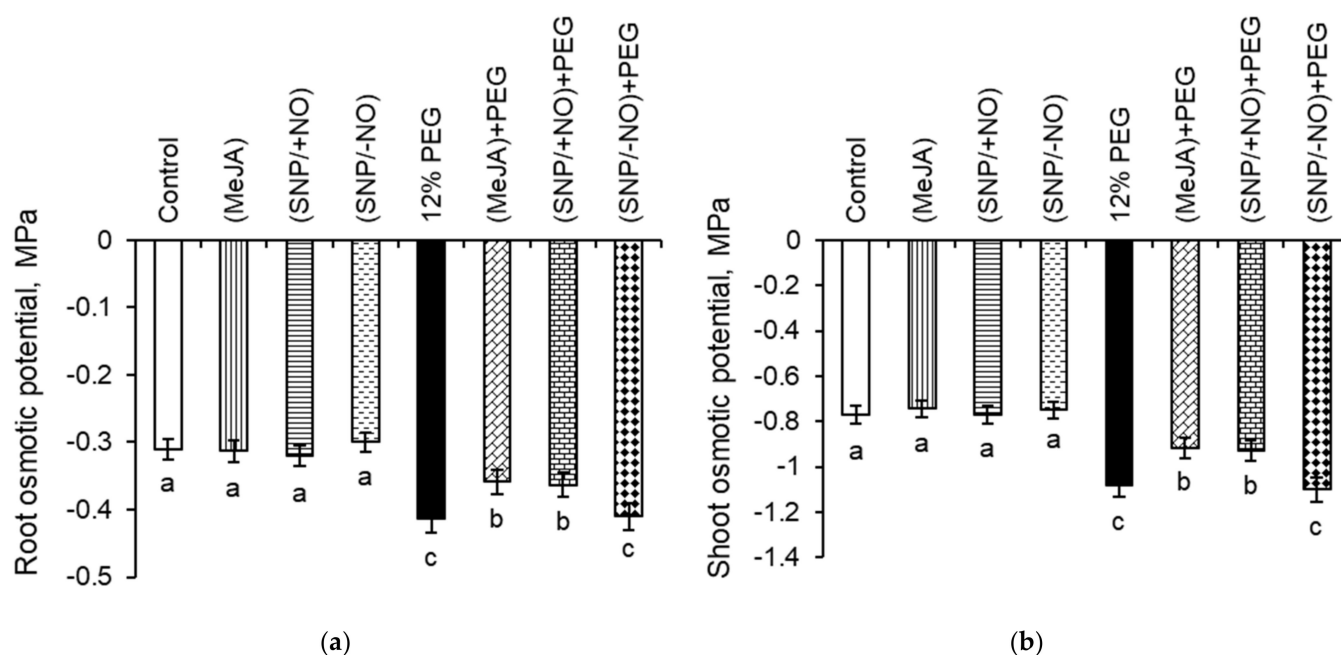 Control
(MeJA)
(SNP/+NO)
(SNP/-NO)
12% PEG
(MeJA)+PEG
(SNP/+NO)+PEG
(SNP/-NO)+PEG
Root osmotic potential, MPa
0
-0.1
-0.2
-0.3
-0.4
-0.5
a
a
a
a
c
b
b
c
(a)
Control
(MeJA)
(SNP/+NO)
(SNP/-NO)
12% PEG
(MeJA)+PEG
(SNP/+NO)+PEG
(SNP/-NO)+PEG
Shoot osmotic potential, MPa
0
-0.2
-0.4
-0.6
-0.8
-1
-1.2
-1.4
a
a
a
a
c
b
b
c
(b)